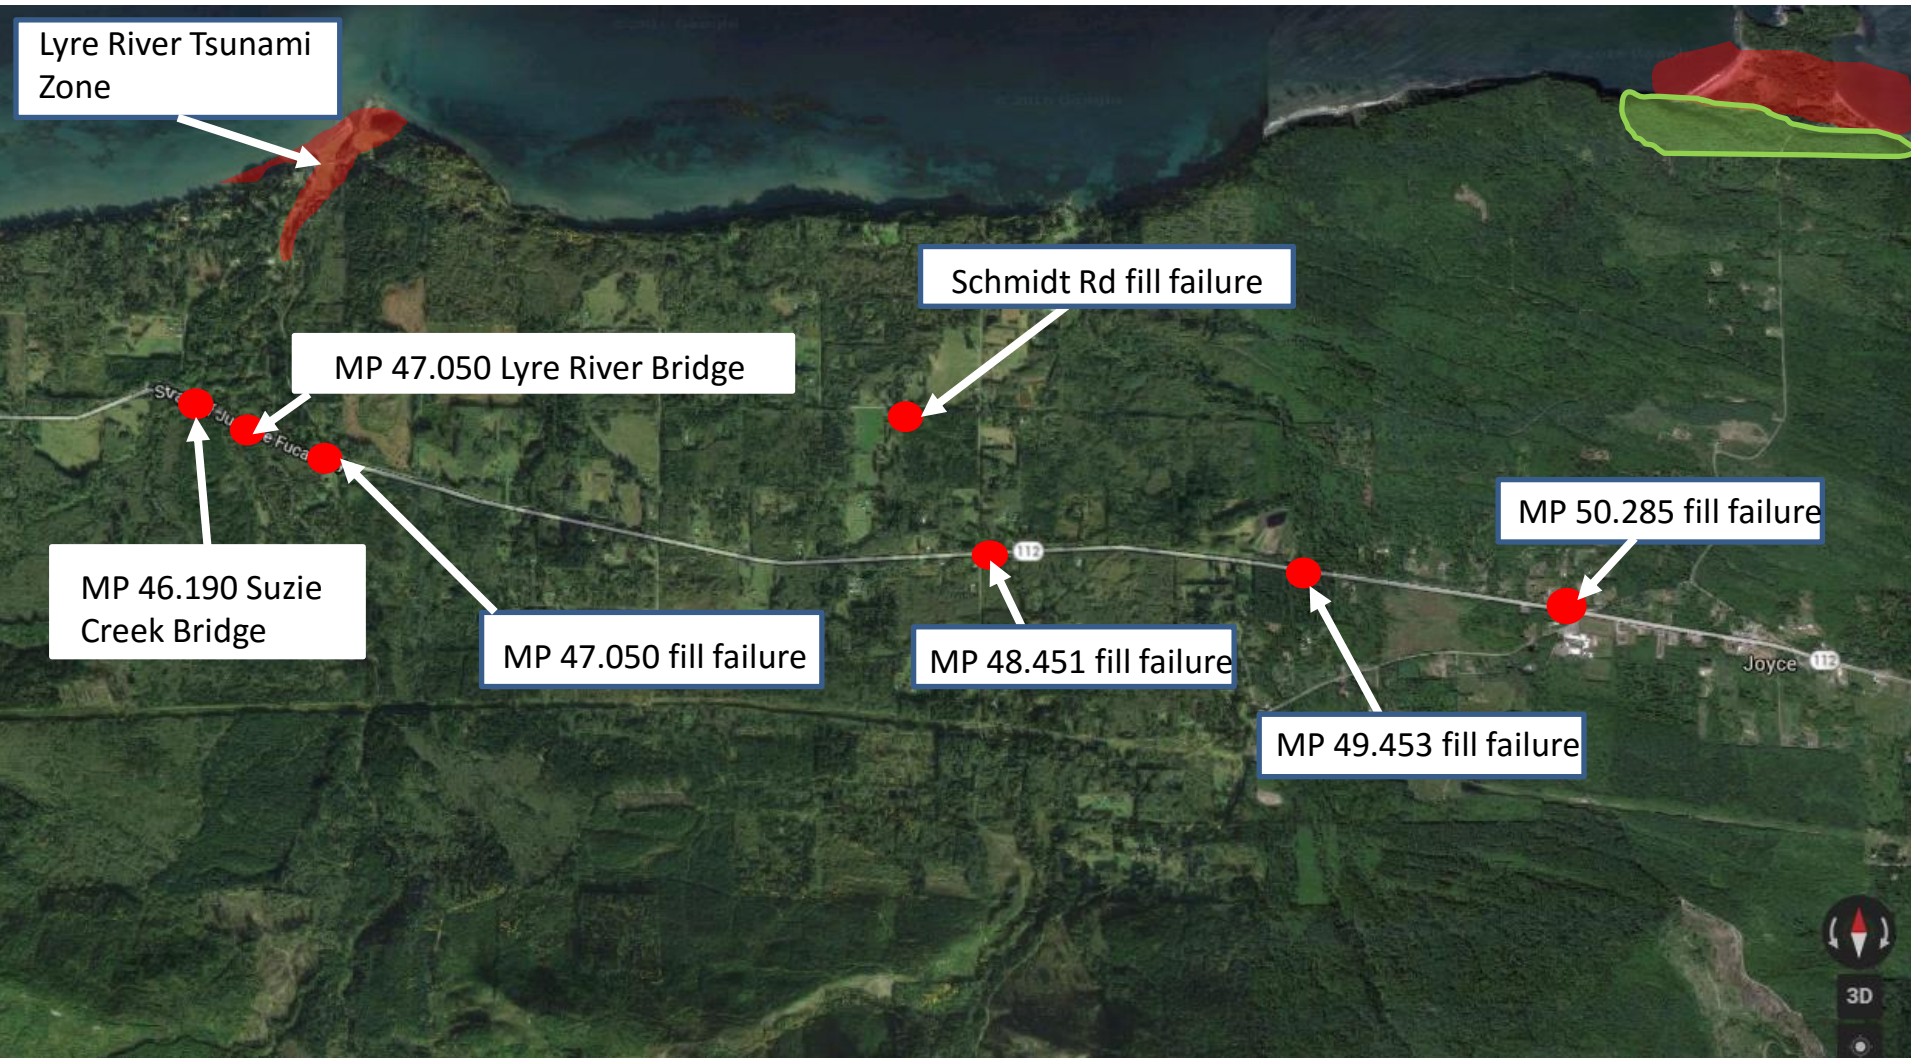 Lyre River Tsunami
Zone
Schmidt Rd fill failure
MP 47.050 Lyre River Bridge
MP 50.285 fill failure
112
MP 46.190 Suzie
Creek Bridge
MP 47.050 fill failure
MP 48.451 fill failure
Joyce
112
MP 49.453 fill failure
3D